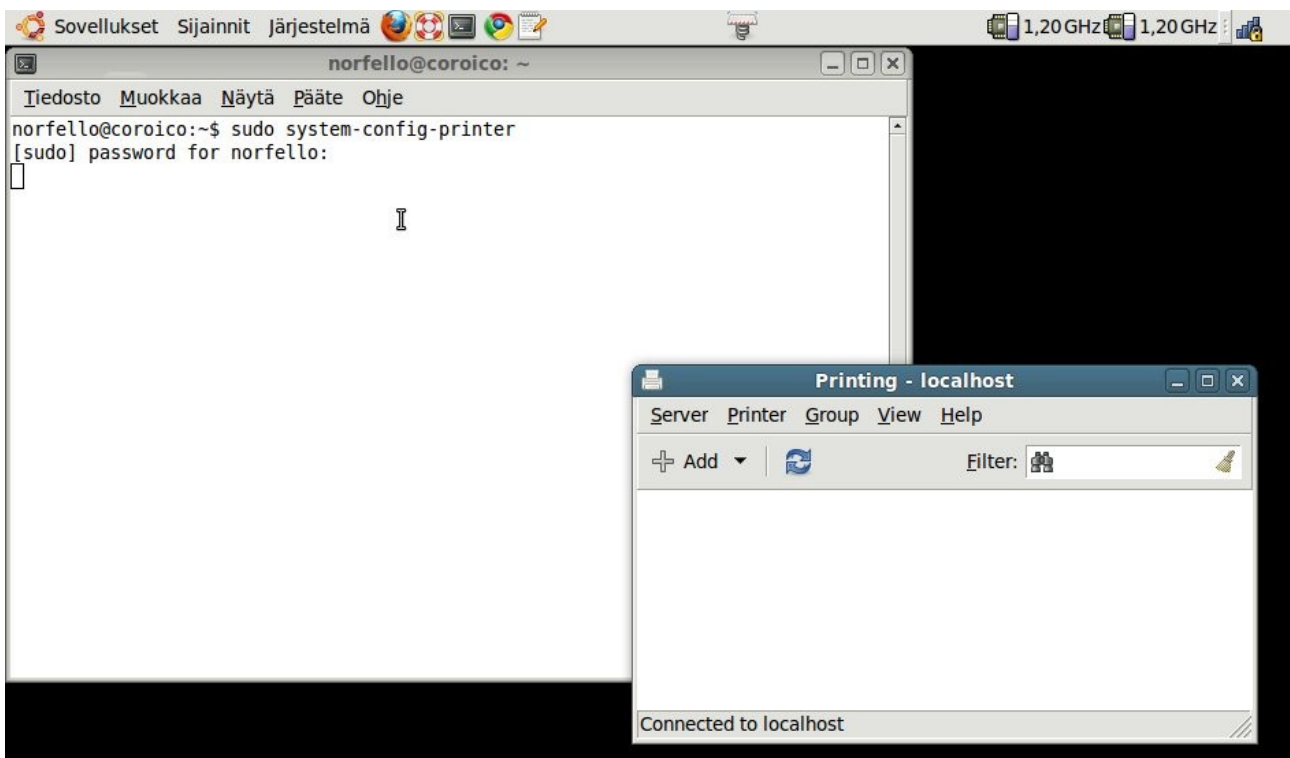 Sovellukset Sijainnit Järjestelmä 1,20 GHz 1,20 GHz
norfello@coroico: ~
Tiedosto Muokkaa Näytä Pääte Ohje
norfello@coroico:~$ sudo system-config-printer
[sudo] password for norfello:
Printing - localhost
Server Printer Group View Help
Add Filter:
Connected to localhost